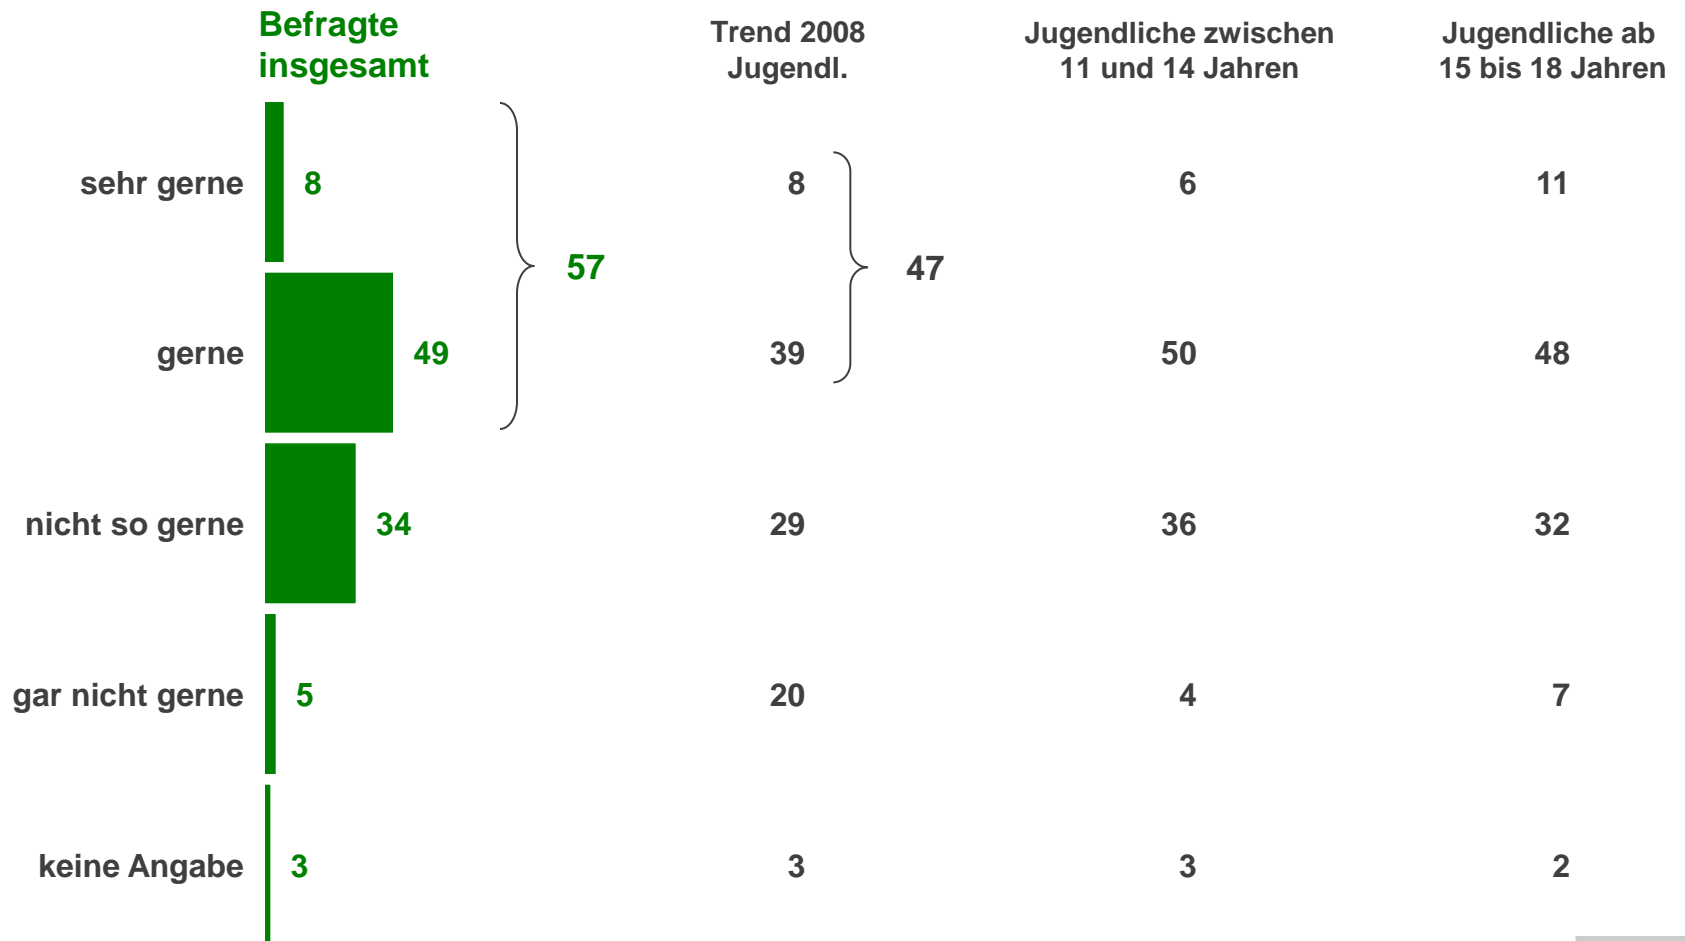 Befragte
insgesamt
Trend 2008
Jugendl.
Jugendliche zwischen
11 und 14 Jahren
Jugendliche ab
15 bis 18 Jahren
sehr gerne 8 8 6 11
57 47
gerne 49 39 50 48
nicht so gerne 34 29 36 32
gar nicht gerne 5 20 4 7
keine Angabe 3 3 3 2